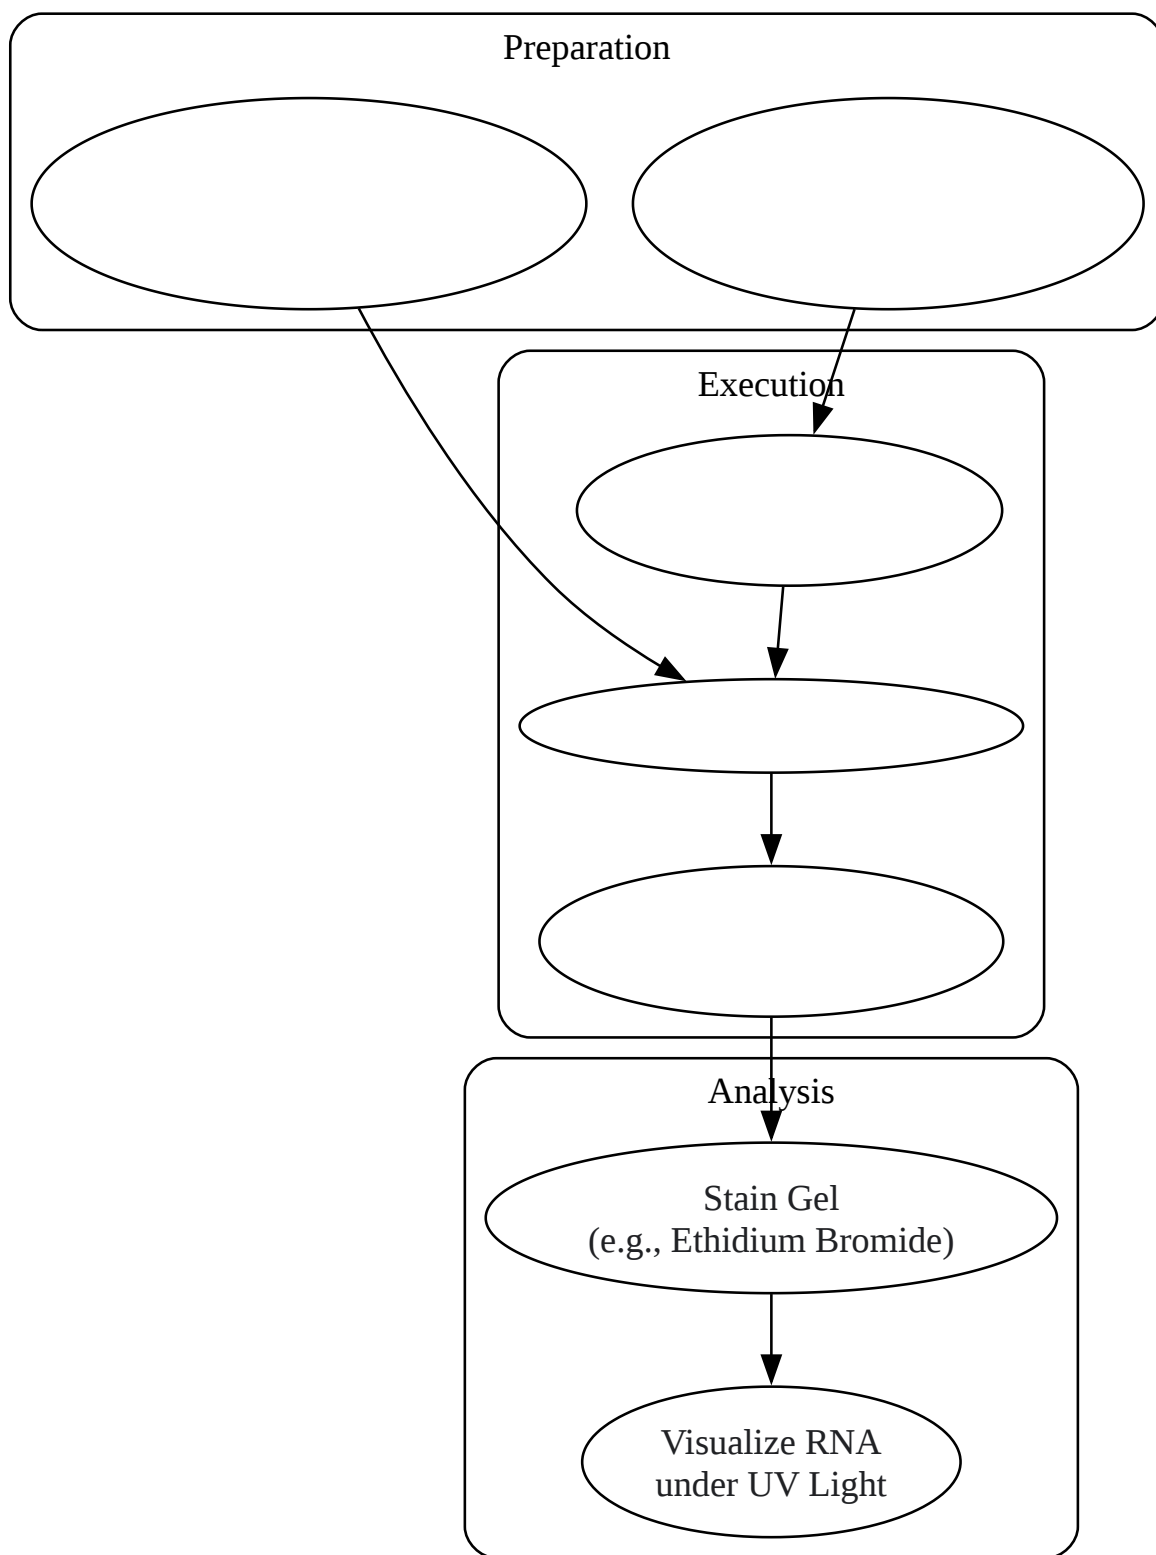 Preparation
Execution
Analysis
Stain Gel
(e.g., Ethidium Bromide)
Visualize RNA
under UV Light